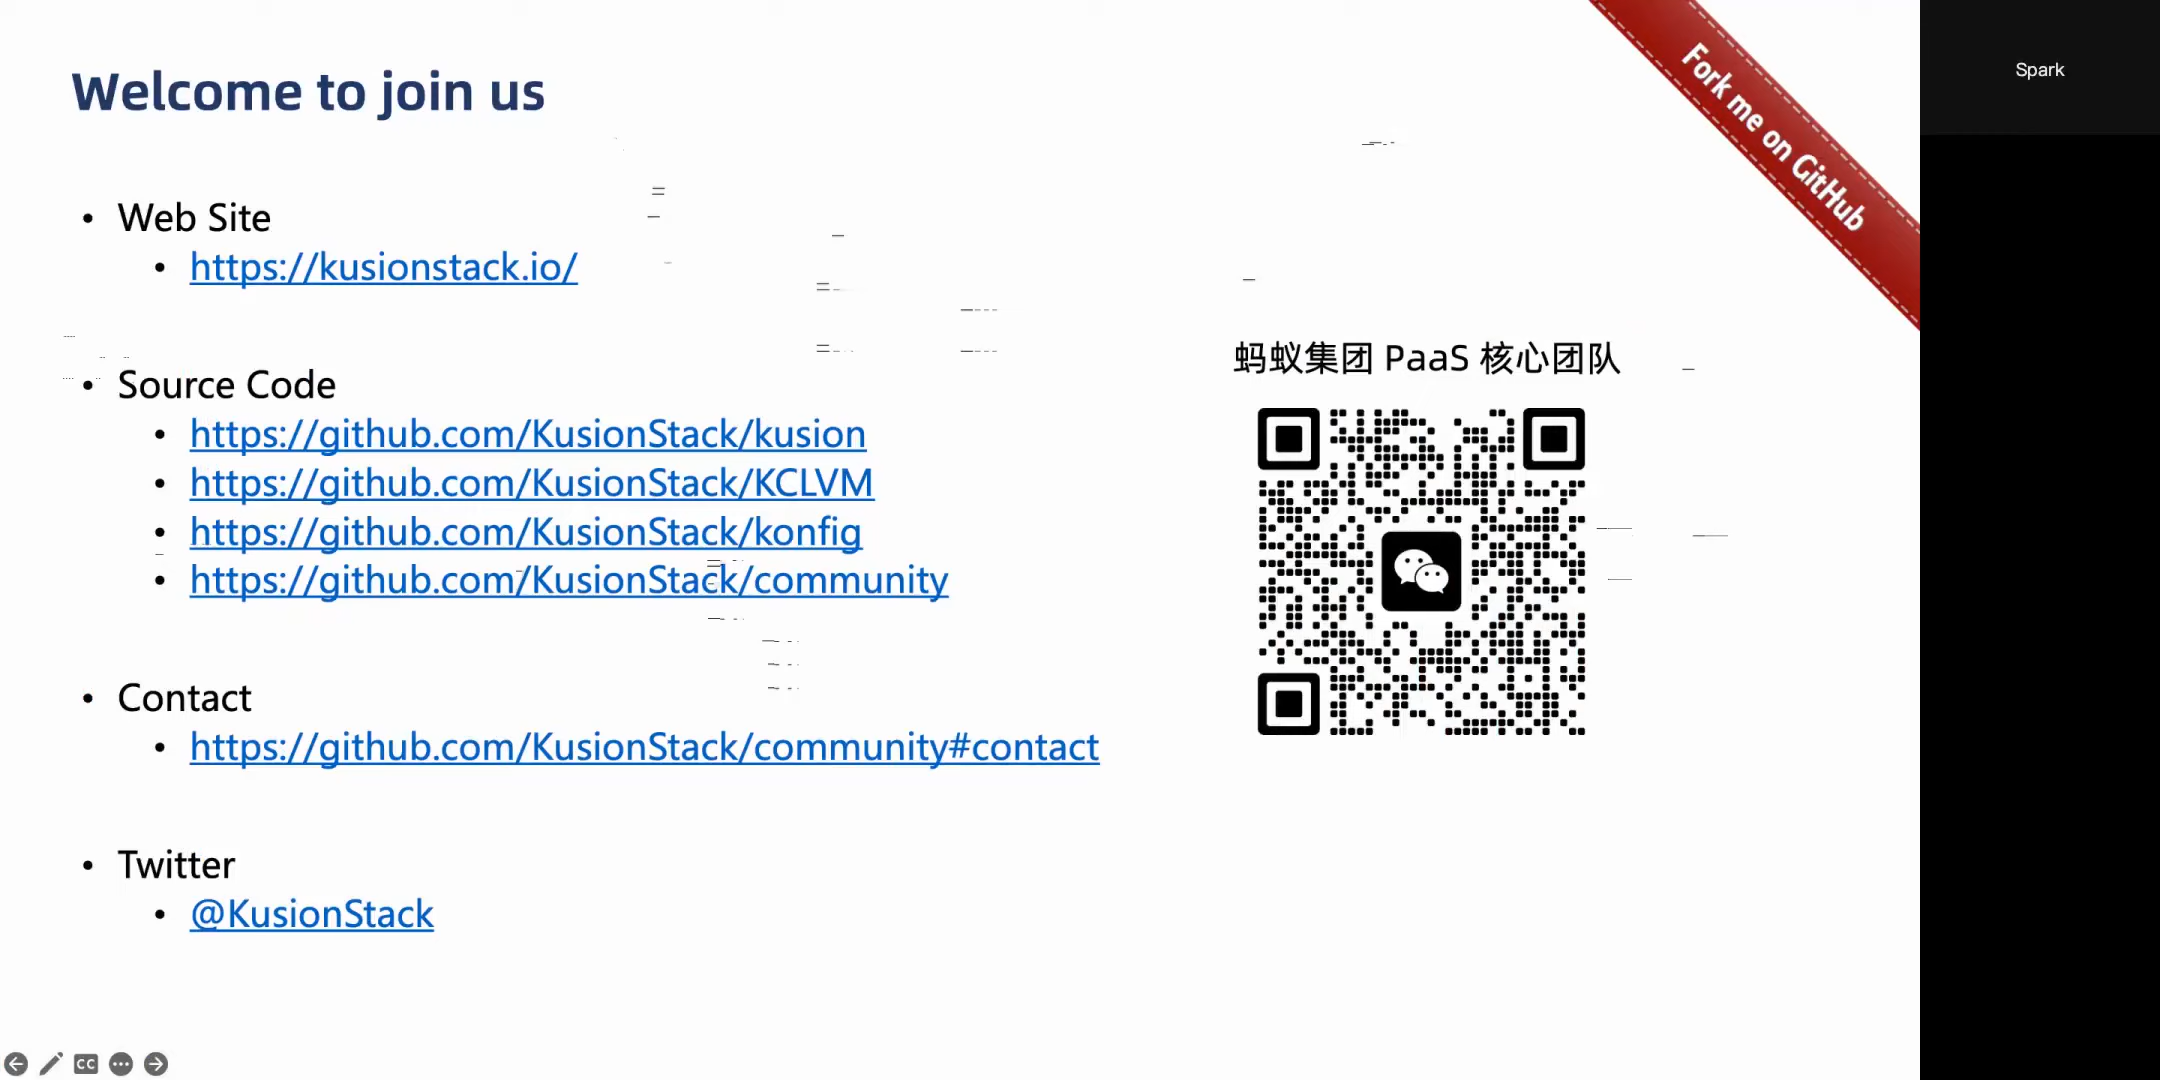 Welcome to join us
Fork me on GitHub
Spark
• Web Site
• https://kusionstack.io/
• Source Code
• https://github.com/KusionStack/kusion
• https://github.com/KusionStack/KCLVM
• https://github.com/KusionStack/konfig
• https://github.com/KusionStack/community
• Contact
• https://github.com/KusionStack/community#contact
• Twitter
• @KusionStack
蚂蚁集团 PaaS 核心团队
CC